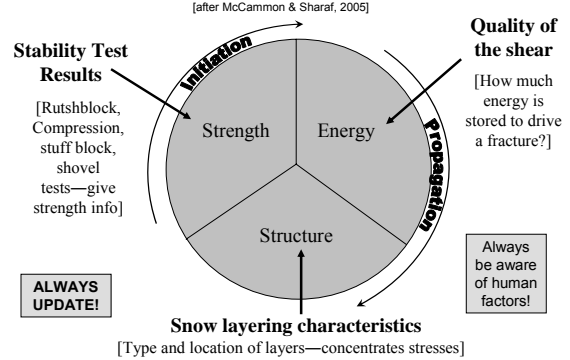 [after McCammon & Sharaf, 2005]
Stability Test
Results
[Rutshblock,
Compression,
stuff block,
shovel
tests—give
strength info]
Initiation
Strength
Energy
Structure
Propagation
Quality of
the shear
[How much
energy is
stored to drive
a fracture?]
ALWAYS
UPDATE!
Always
be aware
of human
factors!
Snow layering characteristics
[Type and location of layers—concentrates stresses]